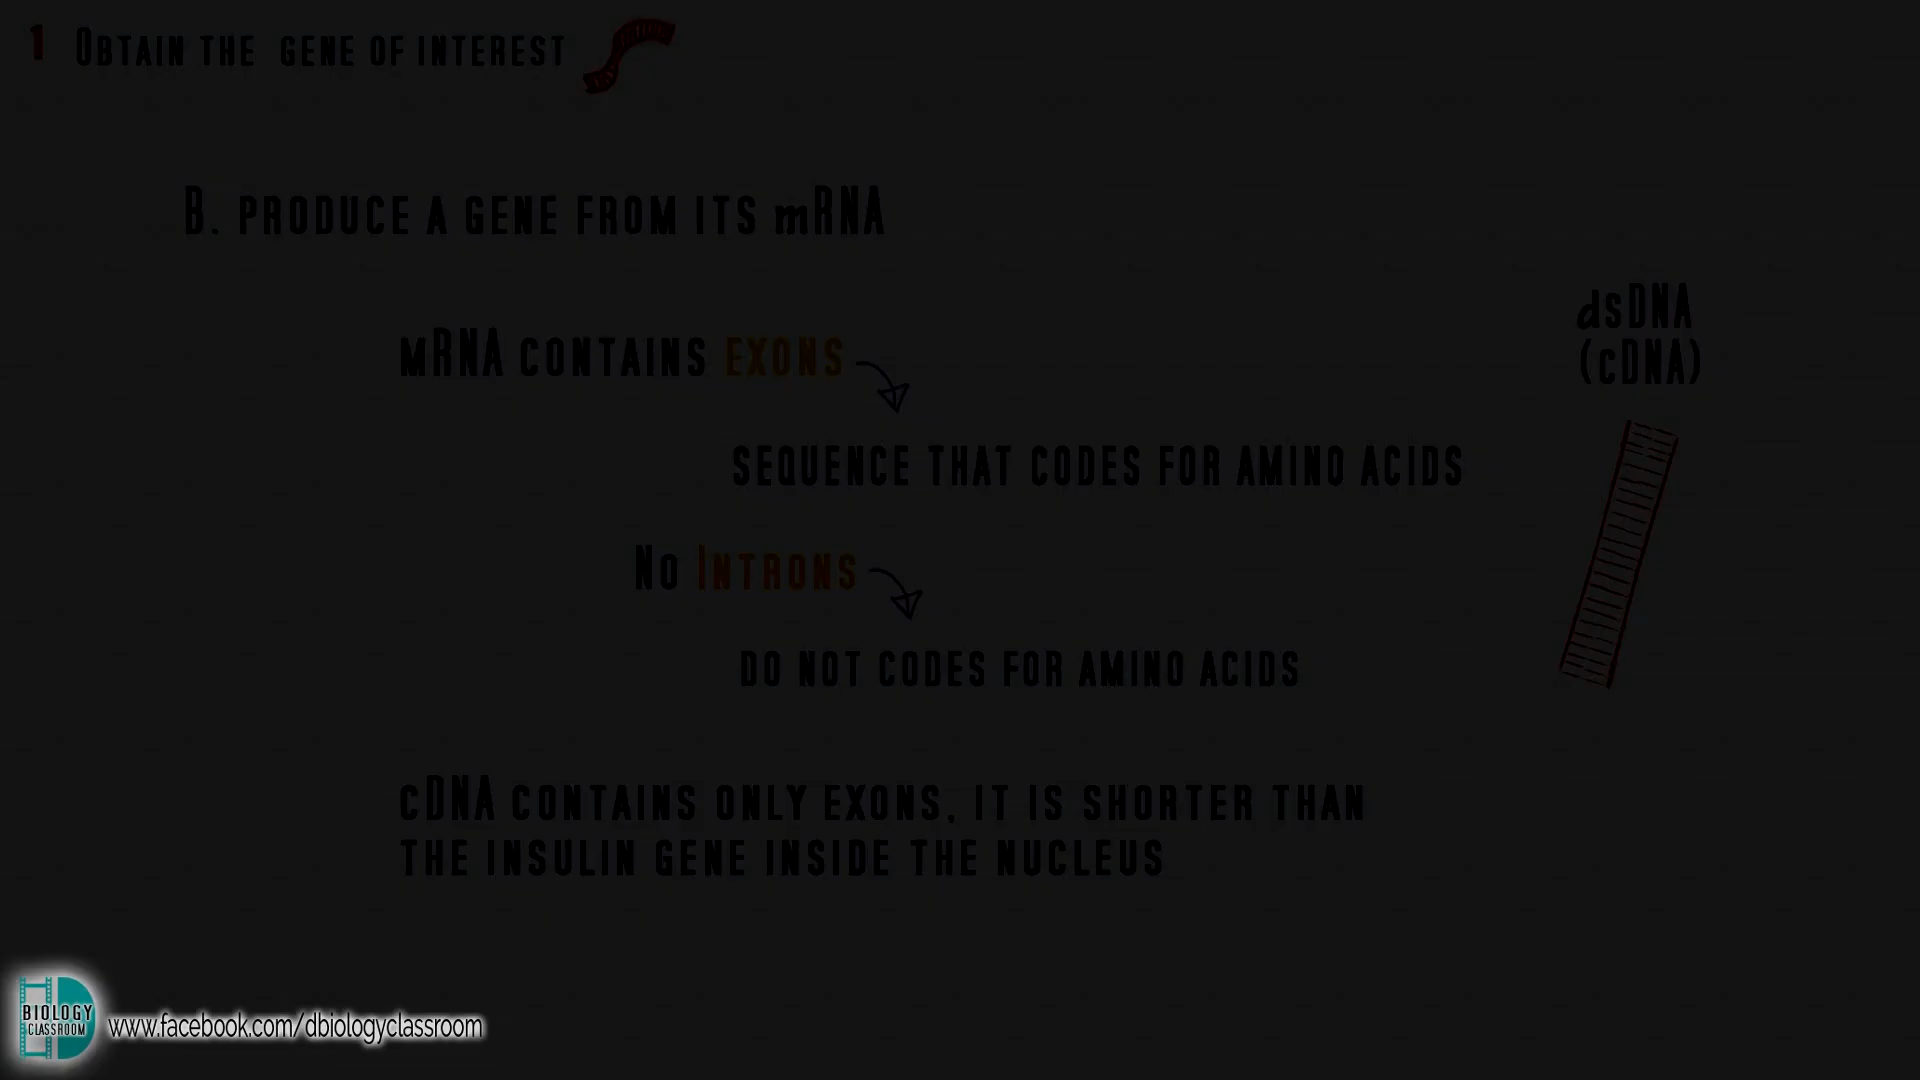 1 Obtain the gene of interest
B. produce a gene from its mRNA
mRNA contains exons
dsDNA
(cDNA)
sequence that codes for amino acids
No Introns
do not codes for amino acids
cDNA contains only exons, it is shorter than
the insulin gene inside the nucleus
BIOLOGY
CLASSROOM
www.facebook.com/dbiologyclassroom